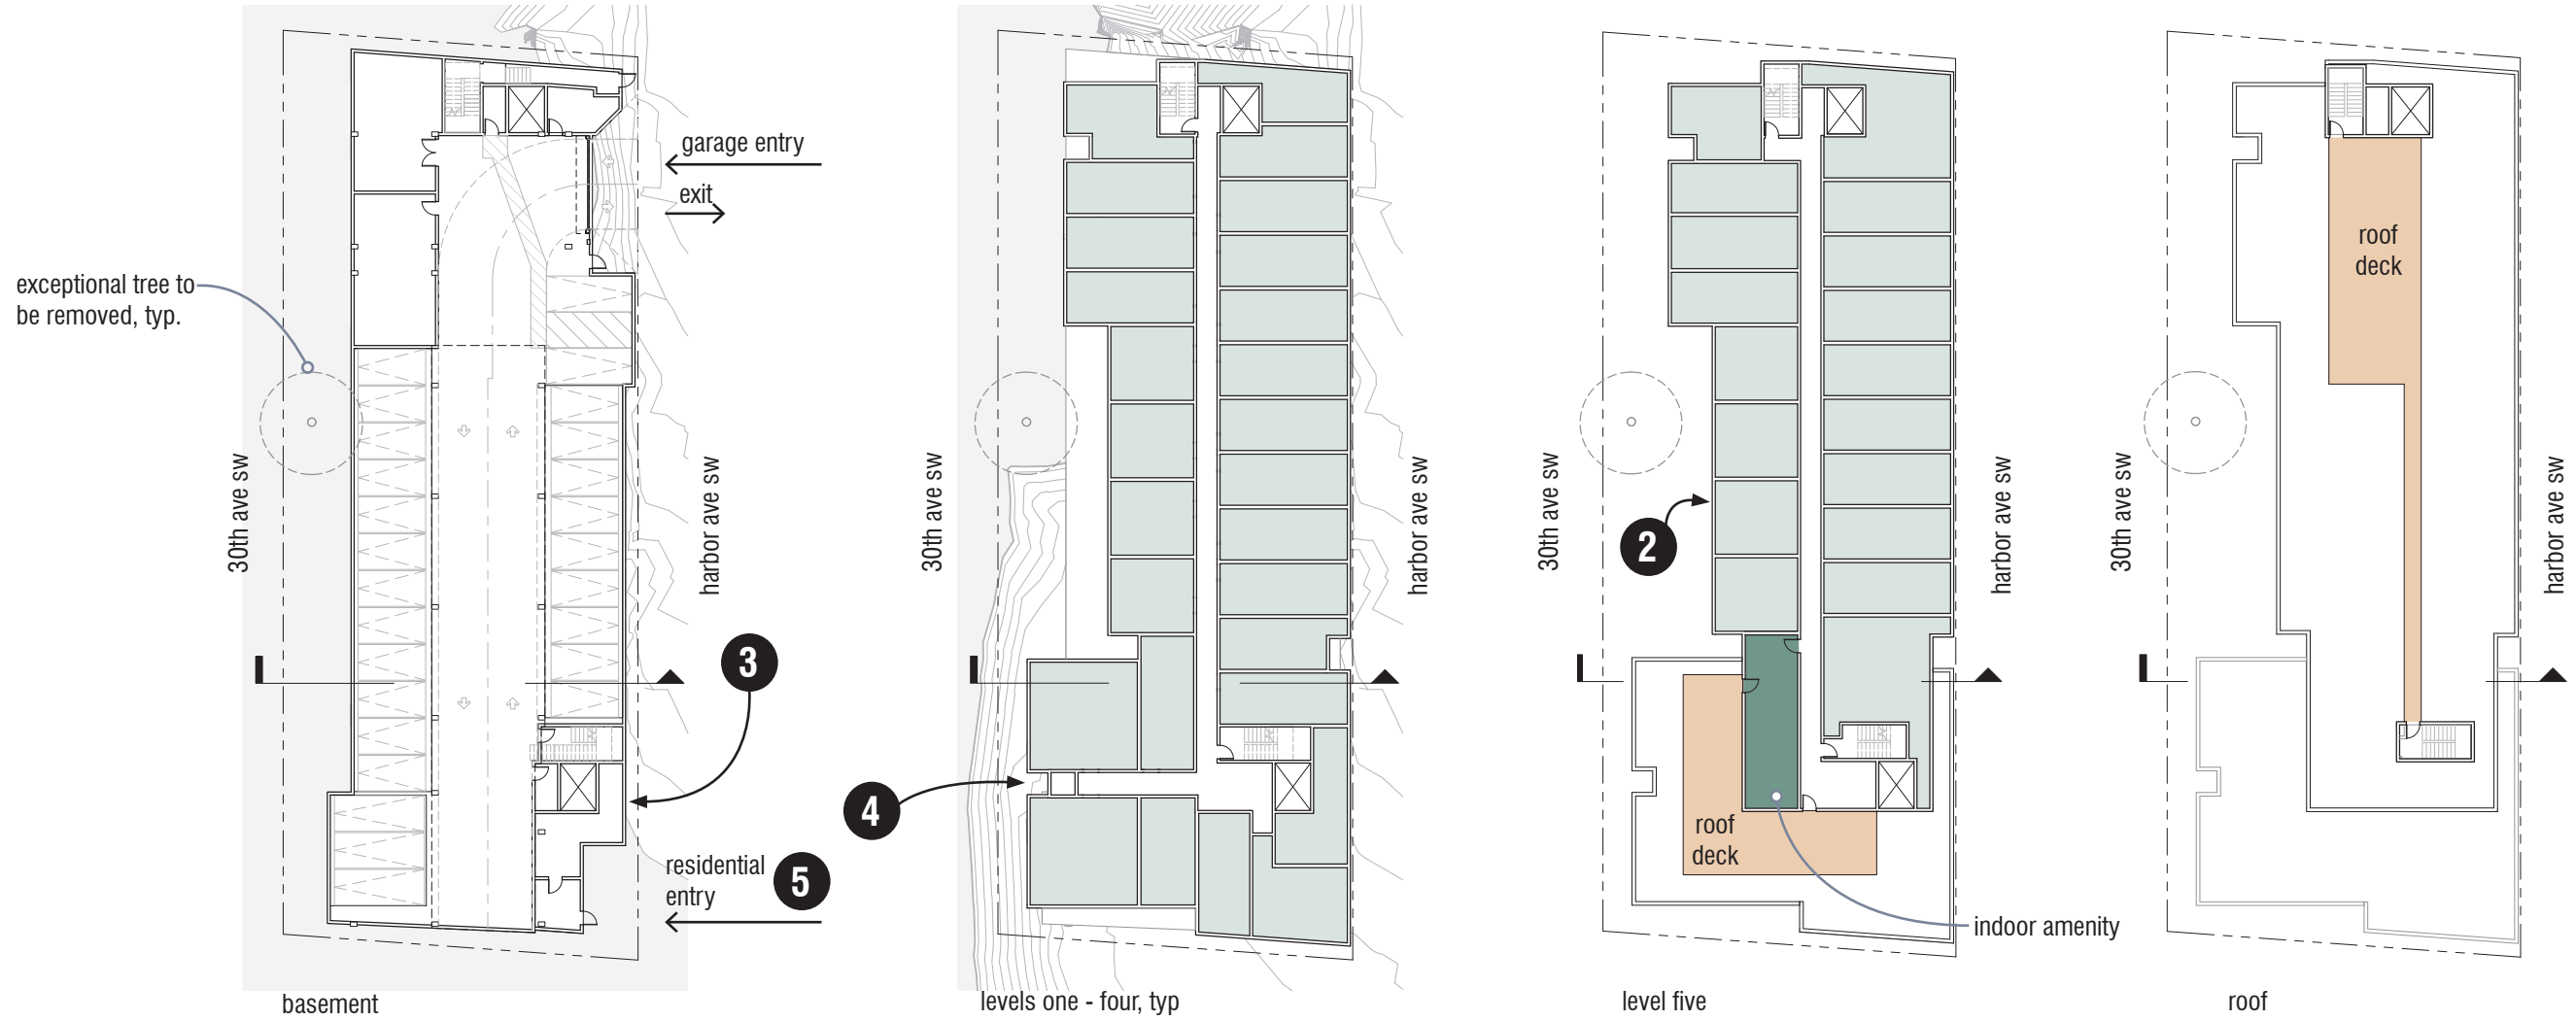 exceptional tree to
be removed, typ.
30th ave sw
garage entry
exit
harbor ave sw
3
residential
entry
5
basement
30th ave sw
4
harbor ave sw
levels one - four, typ
30th ave sw
2
harbor ave sw
roof
deck
indoor amenity
level five
30th ave sw
roof
deck
harbor ave sw
roof